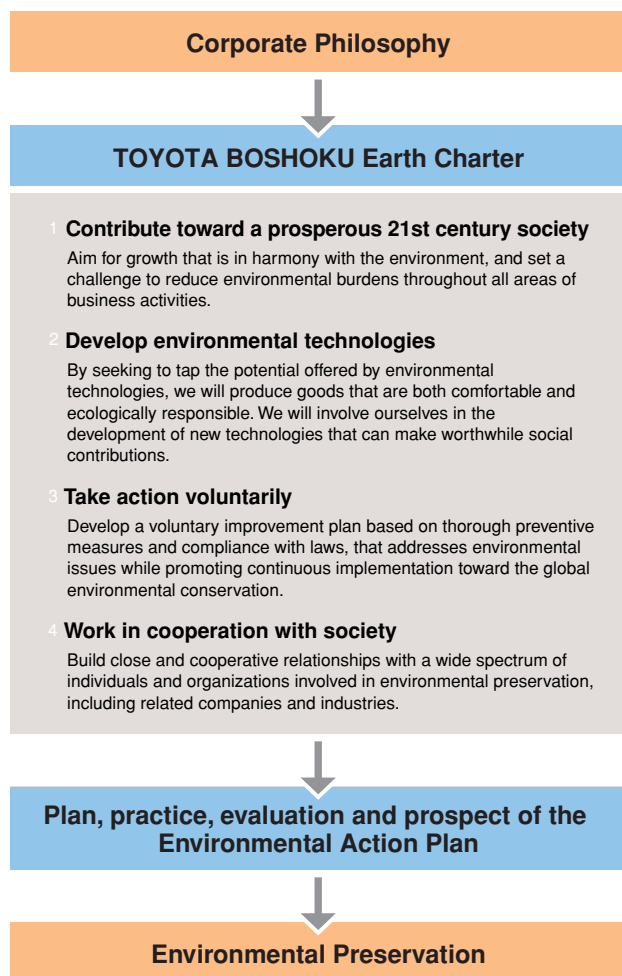 Corporate Philosophy
TOYOTA BOSHOKU Earth Charter
1 Contribute toward a prosperous 21st century society
Aim for growth that is in harmony with the environment, and set a
challenge to reduce environmental burdens throughout all areas of
business activities.
2 Develop environmental technologies
By seeking to tap the potential offered by environmental
technologies, we will produce goods that are both comfortable and
ecologically responsible. We will involve ourselves in the
development of new technologies that can make worthwhile social
contributions.
3 Take action voluntarily
Develop a voluntary improvement plan based on thorough preventive
measures and compliance with laws, that addresses environmental
issues while promoting continuous implementation toward the global
environmental conservation.
4 Work in cooperation with society
Build close and cooperative relationships with a wide spectrum of
individuals and organizations involved in environmental preservation,
including related companies and industries.
Plan, practice, evaluation and prospect of the
Environmental Action Plan
Environmental Preservation